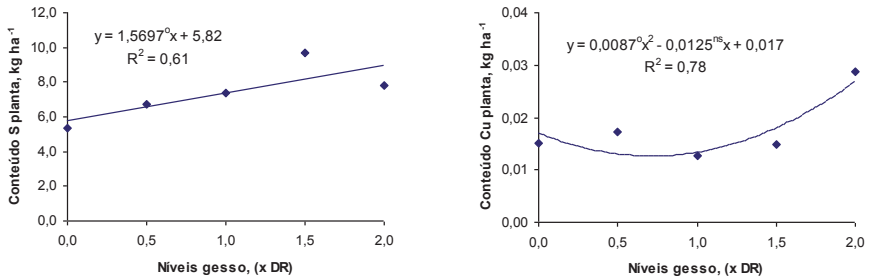 12,0
10,0
8,0
6,0
4,0
2,0
0,0
Conteúdo S planta, kg ha⁻¹
y = 1,5697°x + 5,82
R² = 0,61
0,0 0,5 1,0 1,5 2,0
Níveis gesso, (x DR)
0,04
0,03
0,02
0,01
0,00
Conteúdo Cu planta, kg ha⁻¹
y = 0,0087°x² - 0,0125ⁿˢx + 0,017
R² = 0,78
0,0 0,5 1,0 1,5 2,0
Níveis gesso, (x DR)